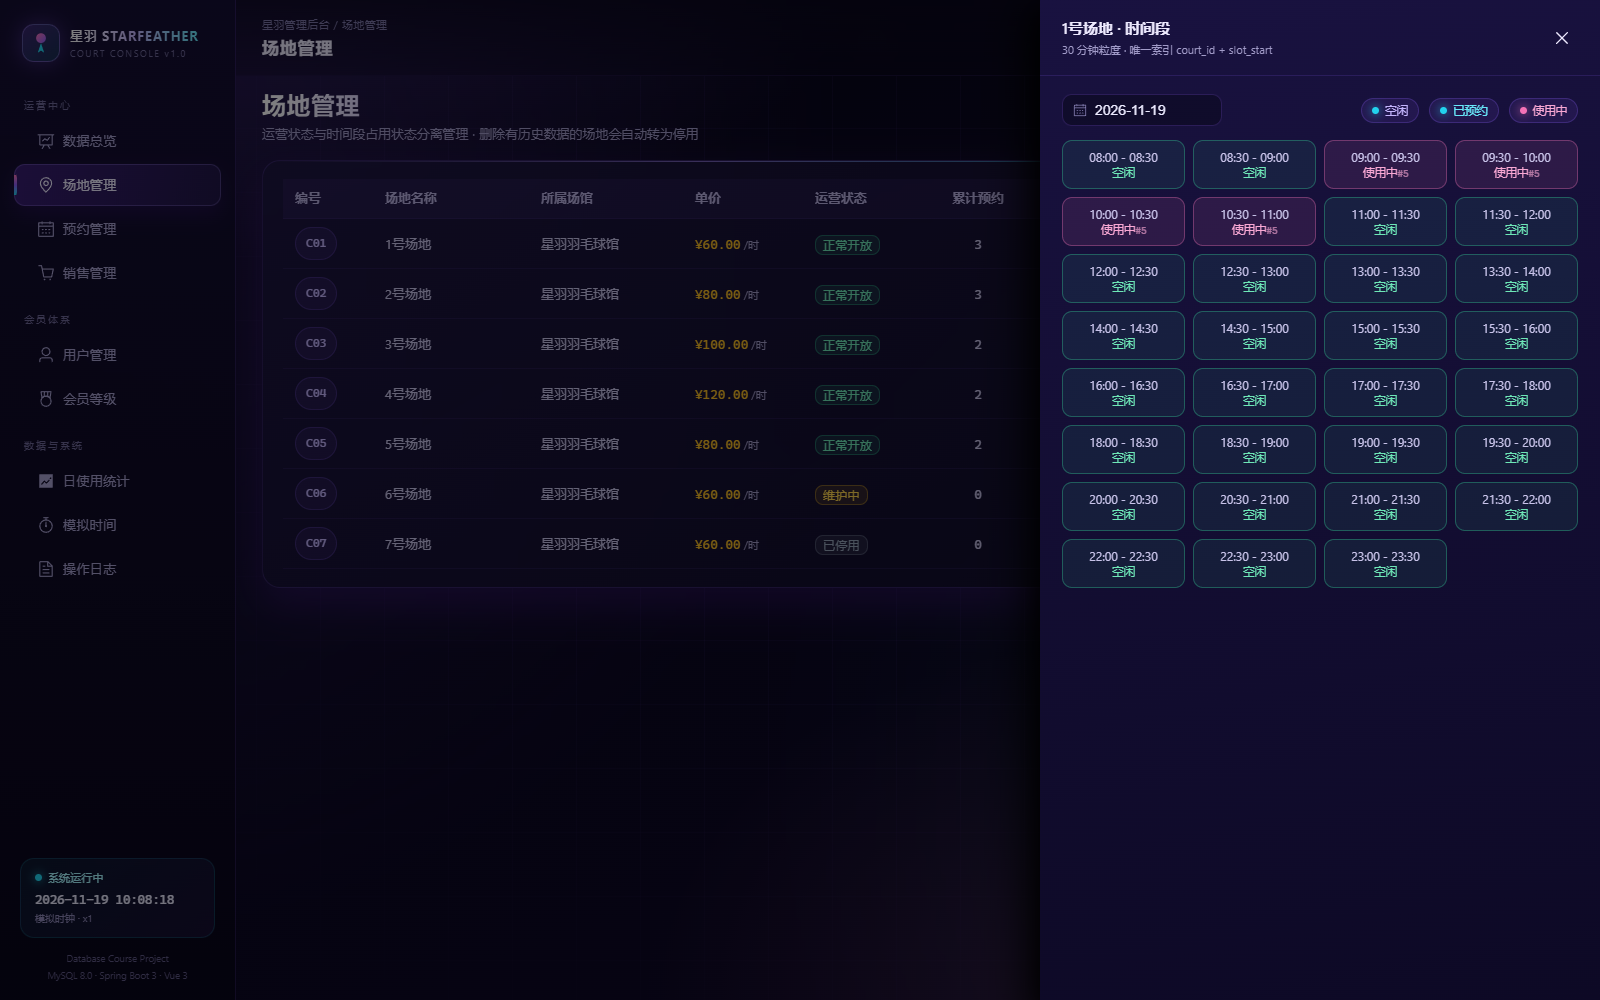 星羽 STARFEATHER
COURT CONSOLE v1.0
运营中心
数据总览
场地管理
预约管理
销售管理
会员体系
用户管理
会员等级
数据与系统
日使用统计
模拟时间
操作日志
系统运行中
2026-11-19 10:08:18
模拟时钟 · x1
Database Course Project
MySQL 8.0 · Spring Boot 3 · Vue 3
星羽管理后台 / 场地管理
场地管理
场地管理
运营状态与时间段占用状态分离管理 · 删除有历史数据的场地会自动转为停用
编号 场地名称 所属场馆 单价 运营状态 累计预约
C01 1号场地 星羽羽毛球馆 ¥60.00 /时 正常开放 3
C02 2号场地 星羽羽毛球馆 ¥80.00 /时 正常开放 3
C03 3号场地 星羽羽毛球馆 ¥100.00 /时 正常开放 2
C04 4号场地 星羽羽毛球馆 ¥120.00 /时 正常开放 2
C05 5号场地 星羽羽毛球馆 ¥80.00 /时 正常开放 2
C06 6号场地 星羽羽毛球馆 ¥60.00 /时 维护中 0
C07 7号场地 星羽羽毛球馆 ¥60.00 /时 已停用 0
1号场地 · 时间段
30 分钟粒度 · 唯一索引 court_id + slot_start
2026-11-19 空闲 已预约 使用中
08:00 - 08:30 08:30 - 09:00 09:00 - 09:30 09:30 - 10:00
空闲 空闲 使用中#5 使用中#5
10:00 - 10:30 10:30 - 11:00 11:00 - 11:30 11:30 - 12:00
使用中#5 使用中#5 空闲 空闲
12:00 - 12:30 12:30 - 13:00 13:00 - 13:30 13:30 - 14:00
空闲 空闲 空闲 空闲
14:00 - 14:30 14:30 - 15:00 15:00 - 15:30 15:30 - 16:00
空闲 空闲 空闲 空闲
16:00 - 16:30 16:30 - 17:00 17:00 - 17:30 17:30 - 18:00
空闲 空闲 空闲 空闲
18:00 - 18:30 18:30 - 19:00 19:00 - 19:30 19:30 - 20:00
空闲 空闲 空闲 空闲
20:00 - 20:30 20:30 - 21:00 21:00 - 21:30 21:30 - 22:00
空闲 空闲 空闲 空闲
22:00 - 22:30 22:30 - 23:00 23:00 - 23:30
空闲 空闲 空闲